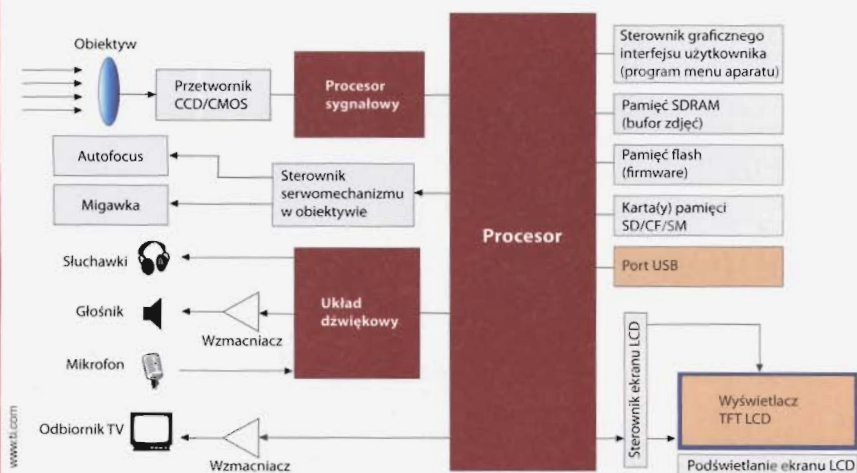 Obiektyw
Przetwornik
CCD/CMOS
Procesor
sygnałowy
Autofocus
Migawka
Sterownik
serwomechanizmu
w obiektywie
Słuchawki
Głośnik
Wzmacniacz
Mikrofon
Układ
dźwiękowy
Odbiornik TV
Wzmacniacz
www.ti.com
Procesor
Sterownik graficznego
interfejsu użytkownika
(program menu aparatu)
Pamięć SDRAM
(bufor zdjęć)
Pamięć flash
(firmware)
Karta(y) pamięci
SD/CF/SM
Port USB
Sterownik ekranu LCD
Wyświetlacz
TFT LCD
Podświetlanie ekranu LCD